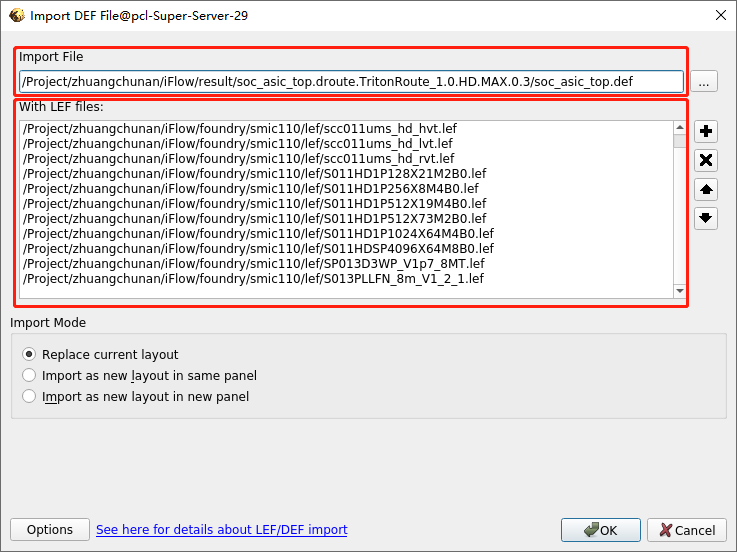 Import DEF File@pcl-Super-Server-29
Import File
/Project/zhuangchunan/iFlow/result/soc_asic_top.droute.TritonRoute_1.0.HD.MAX.0.3/soc_asic_top.def
...
With LEF files:
/Project/zhuangchunan/iFlow/foundry/smic110/lef/scc011ums_hd_hvt.lef
/Project/zhuangchunan/iFlow/foundry/smic110/lef/scc011ums_hd_lvt.lef
/Project/zhuangchunan/iFlow/foundry/smic110/lef/scc011ums_hd_rvt.lef
/Project/zhuangchunan/iFlow/foundry/smic110/lef/S011HD1P128X21M2B0.lef
/Project/zhuangchunan/iFlow/foundry/smic110/lef/S011HD1P256X8M4B0.lef
/Project/zhuangchunan/iFlow/foundry/smic110/lef/S011HD1P512X19M4B0.lef
/Project/zhuangchunan/iFlow/foundry/smic110/lef/S011HD1P512X73M2B0.lef
/Project/zhuangchunan/iFlow/foundry/smic110/lef/S011HD1P1024X64M4B0.lef
/Project/zhuangchunan/iFlow/foundry/smic110/lef/S011HDSP4096X64M8B0.lef
/Project/zhuangchunan/iFlow/foundry/smic110/lef/SP013D3WP_V1p7_8MT.lef
/Project/zhuangchunan/iFlow/foundry/smic110/lef/S013PLLFN_8m_V1_2_1.lef
Import Mode
Replace current layout
Import as new layout in same panel
Import as new layout in new panel
Options
See here for details about LEF/DEF import
OK
Cancel